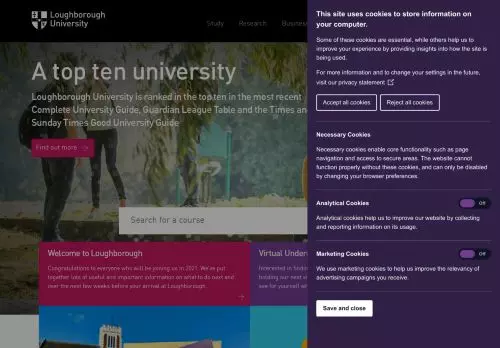 Loughborough
University
Study Research Business
A top ten university
Loughborough University is ranked in the top ten in the most recent
Complete University Guide, Guardian League Table and the Times and
Sunday Times Good University Guide
Find out more
Search for a course
Welcome to Loughborough
Congratulations to everyone who will be joining us in 2021. We've put
together lots of useful and important information on what to do next and
over the next few weeks before your arrival at Loughborough.
Virtual Under
Interested in findin
holding our next vi
see for yourself wh
This site uses cookies to store information on
your computer.
Some of these cookies are essential, while others help us to
improve your experience by providing insights into how the site is
being used.
For more information and to change your settings in the future,
visit our privacy statement
Accept all cookies Reject all cookies
Necessary Cookies
Necessary cookies enable core functionality such as page
navigation and access to secure areas. The website cannot
function properly without these cookies, and can only be disabled
by changing your browser preferences.
Analytical Cookies Off
Analytical cookies help us to improve our website by collecting
and reporting information on its usage.
Marketing Cookies Off
We use marketing cookies to help us improve the relevancy of
advertising campaigns you receive.
Save and close